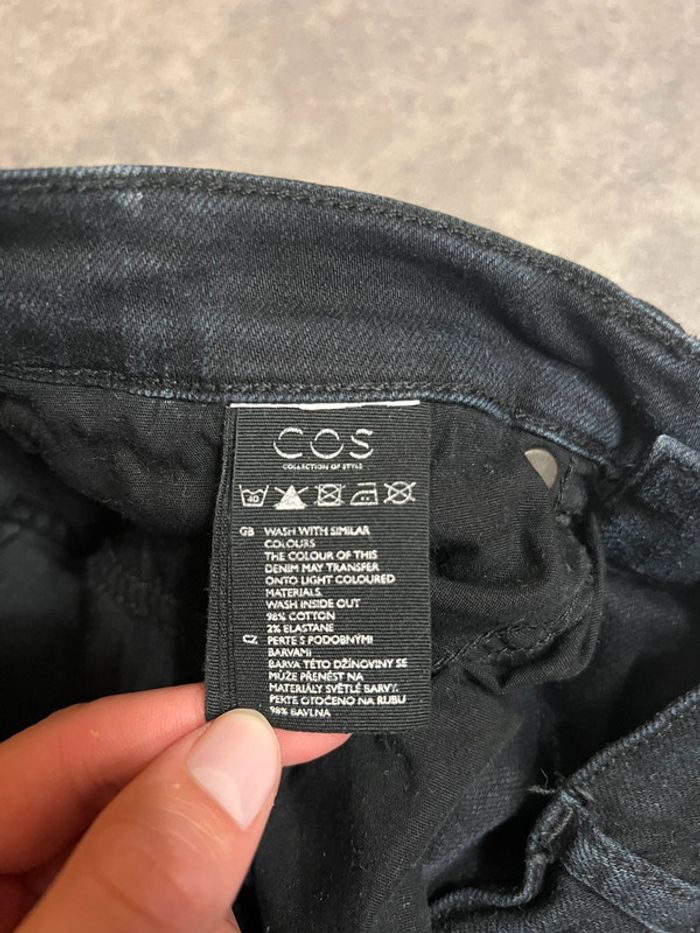 COS
COLLECTION OF STYLE
40
GB WASH WITH SIMILAR
COLOURS
THE COLOUR OF THIS
DENIM MAY TRANSFER
ONTO LIGHT COLOURED
MATERIALS.
WASH INSIDE OUT
98% COTTON
2% ELASTANE
CZ PERTE S PODOBNÝMI
BARVAMI
BARVA TÉTO DŽÍNOVINY SE
MŮŽE PŘENÉST NA
MATERIÁLY SVĚTLÉ BARVY.
PERTE OTOČENO NA RUBU
98% BAVLNA